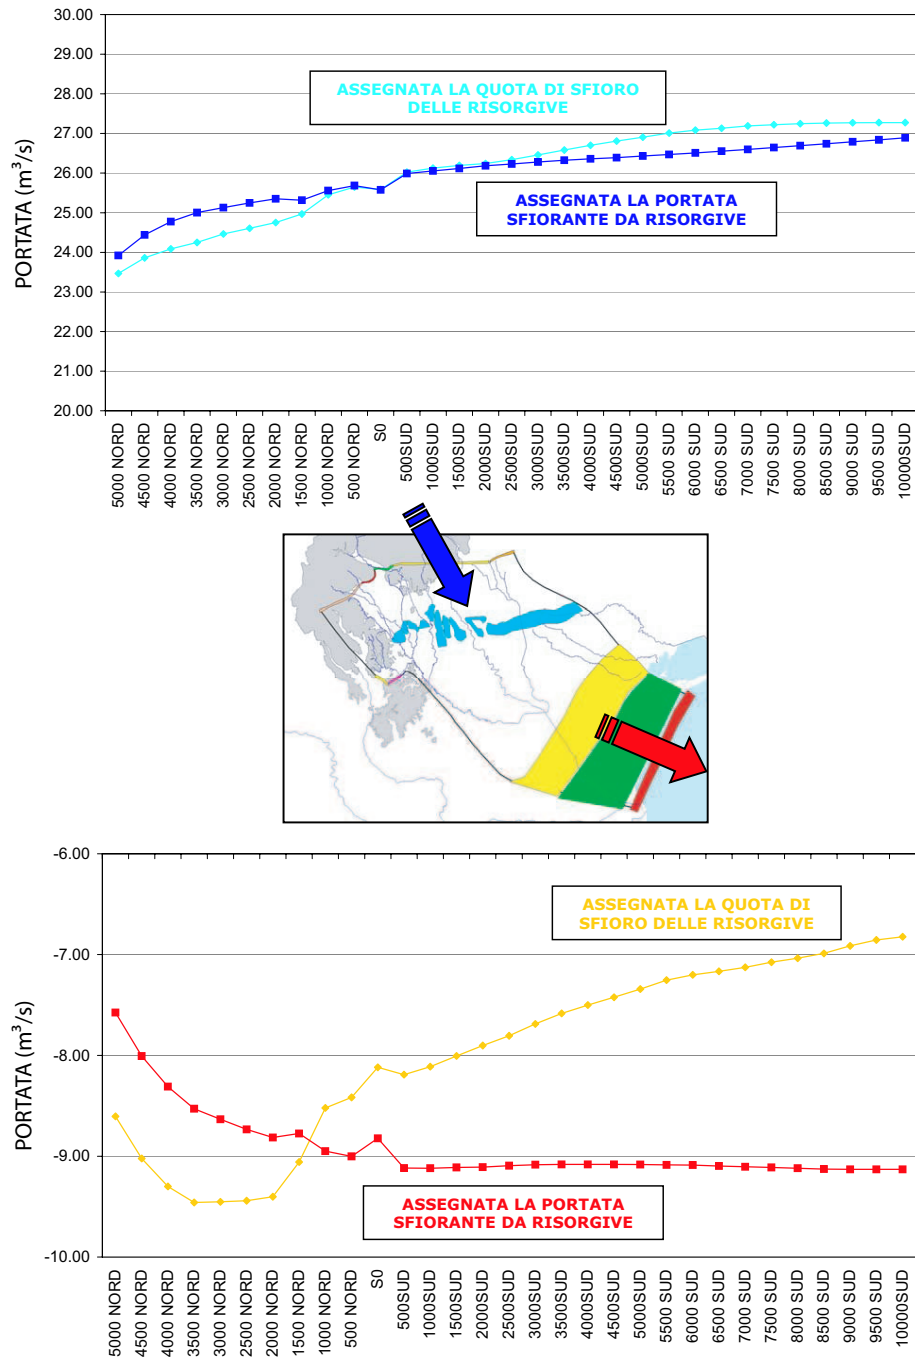 30.00
29.00
28.00
27.00
26.00
25.00
24.00
23.00
22.00
21.00
20.00
PORTATA (m³/s)
ASSEGNATA LA QUOTA DI SFIORO
DELLE RISORGIVE
ASSEGNATA LA PORTATA
SFIORANTE DA RISORGIVE
5000 NORD
4500 NORD
4000 NORD
3500 NORD
3000 NORD
2500 NORD
2000 NORD
1500 NORD
1000 NORD
500 NORD
S0
500SUD
1000SUD
1500SUD
2000SUD
2500SUD
3000SUD
3500SUD
4000SUD
4500SUD
5000SUD
5500 SUD
6000 SUD
6500 SUD
7000 SUD
7500 SUD
8000 SUD
8500 SUD
9000 SUD
9500 SUD
10000SUD
-6.00
-7.00
-8.00
-9.00
-10.00
PORTATA (m³/s)
ASSEGNATA LA QUOTA DI
SFIORO DELLE RISORGIVE
ASSEGNATA LA PORTATA
SFIORANTE DA RISORGIVE
5000 NORD
4500 NORD
4000 NORD
3500 NORD
3000 NORD
2500 NORD
2000 NORD
1500 NORD
1000 NORD
500 NORD
S0
500SUD
1000SUD
1500SUD
2000SUD
2500SUD
3000SUD
3500SUD
4000SUD
4500SUD
5000SUD
5500 SUD
6000 SUD
6500 SUD
7000 SUD
7500 SUD
8000 SUD
8500 SUD
9000 SUD
9500 SUD
10000SUD